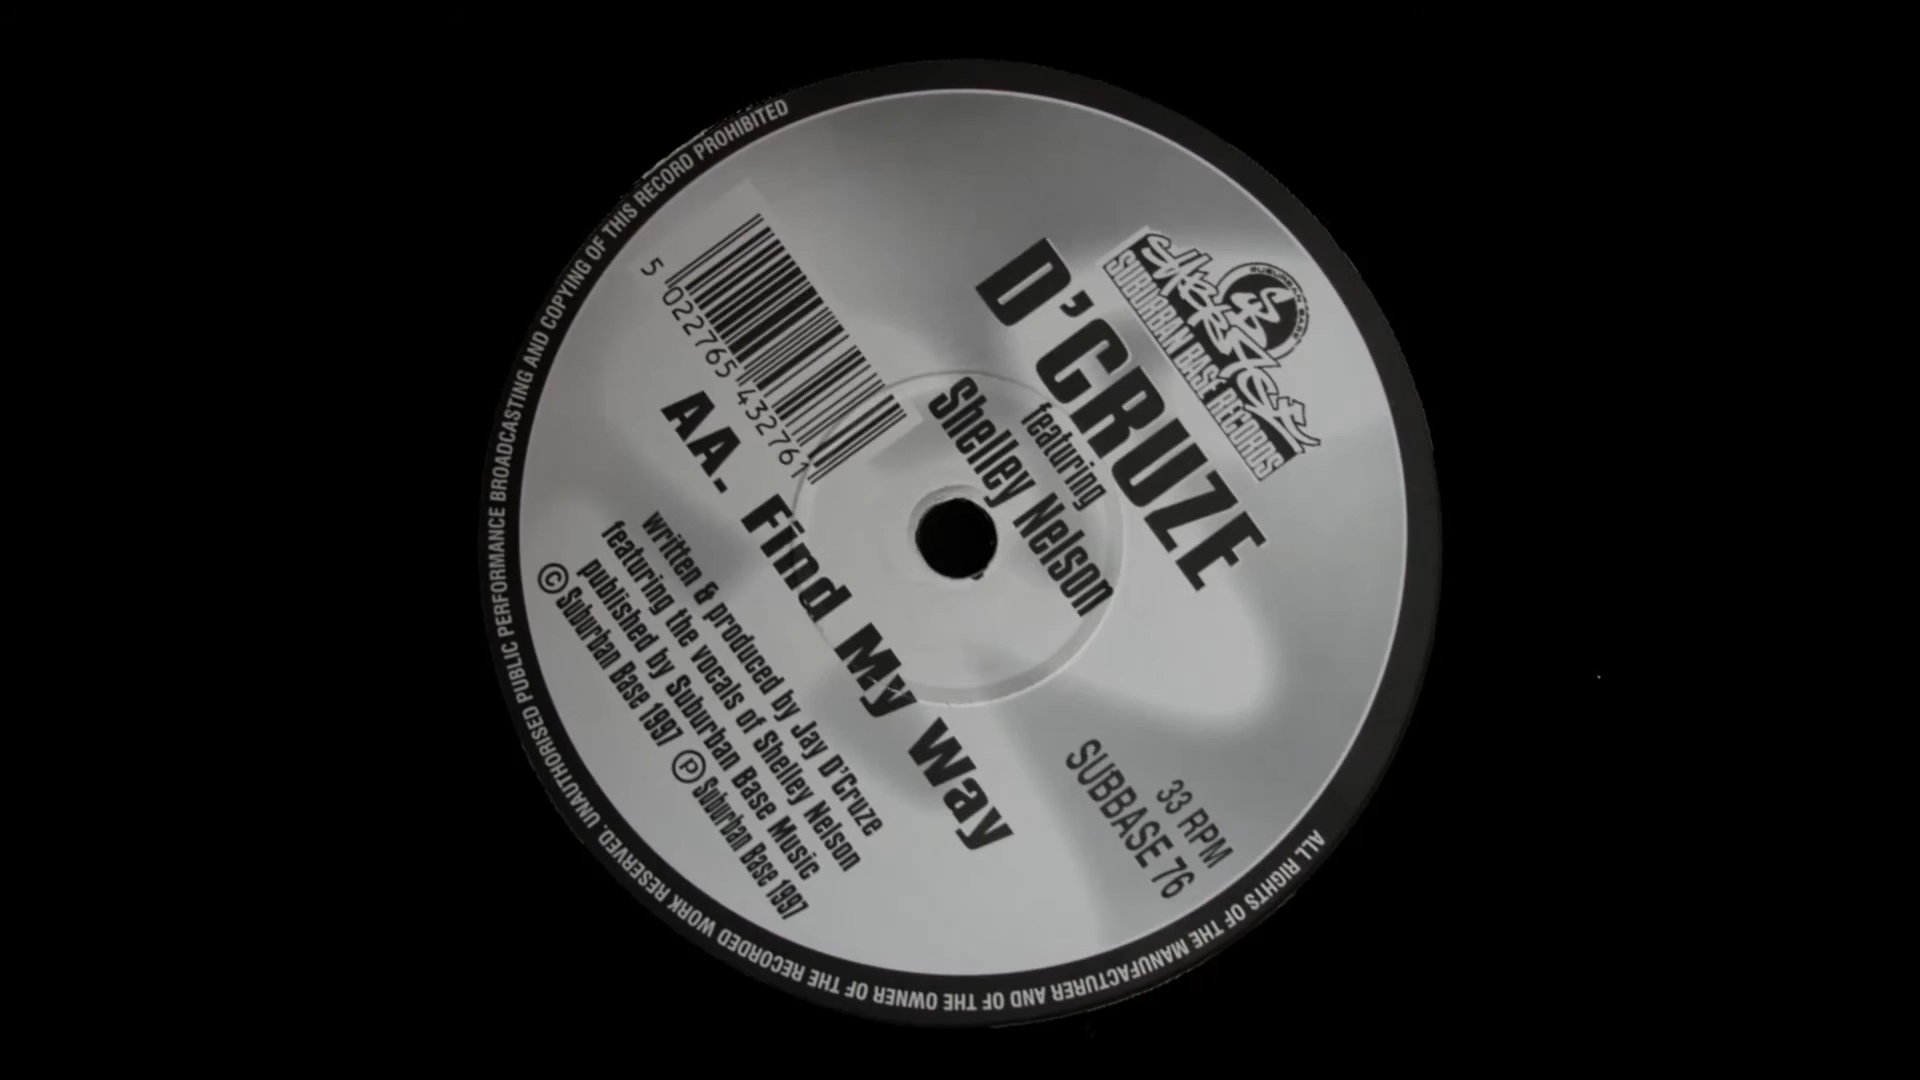 SUBURBAN BASE
SUBBASE
SUBURBAN BASE RECORDS
D'CRUZE
featuring
Shelley Nelson
5 022765 432761
33 RPM
SUBBASE 76
AA. Find My Way
written & produced by Jay D'Cruze
featuring the vocals of Shelley Nelson
published by Suburban Base Music
© Suburban Base 1997 ℗ Suburban Base 1997
ALL RIGHTS OF THE MANUFACTURER AND OF THE OWNER OF THE RECORDED WORK RESERVED. UNAUTHORISED PUBLIC PERFORMANCE BROADCASTING AND COPYING OF THIS RECORD PROHIBITED